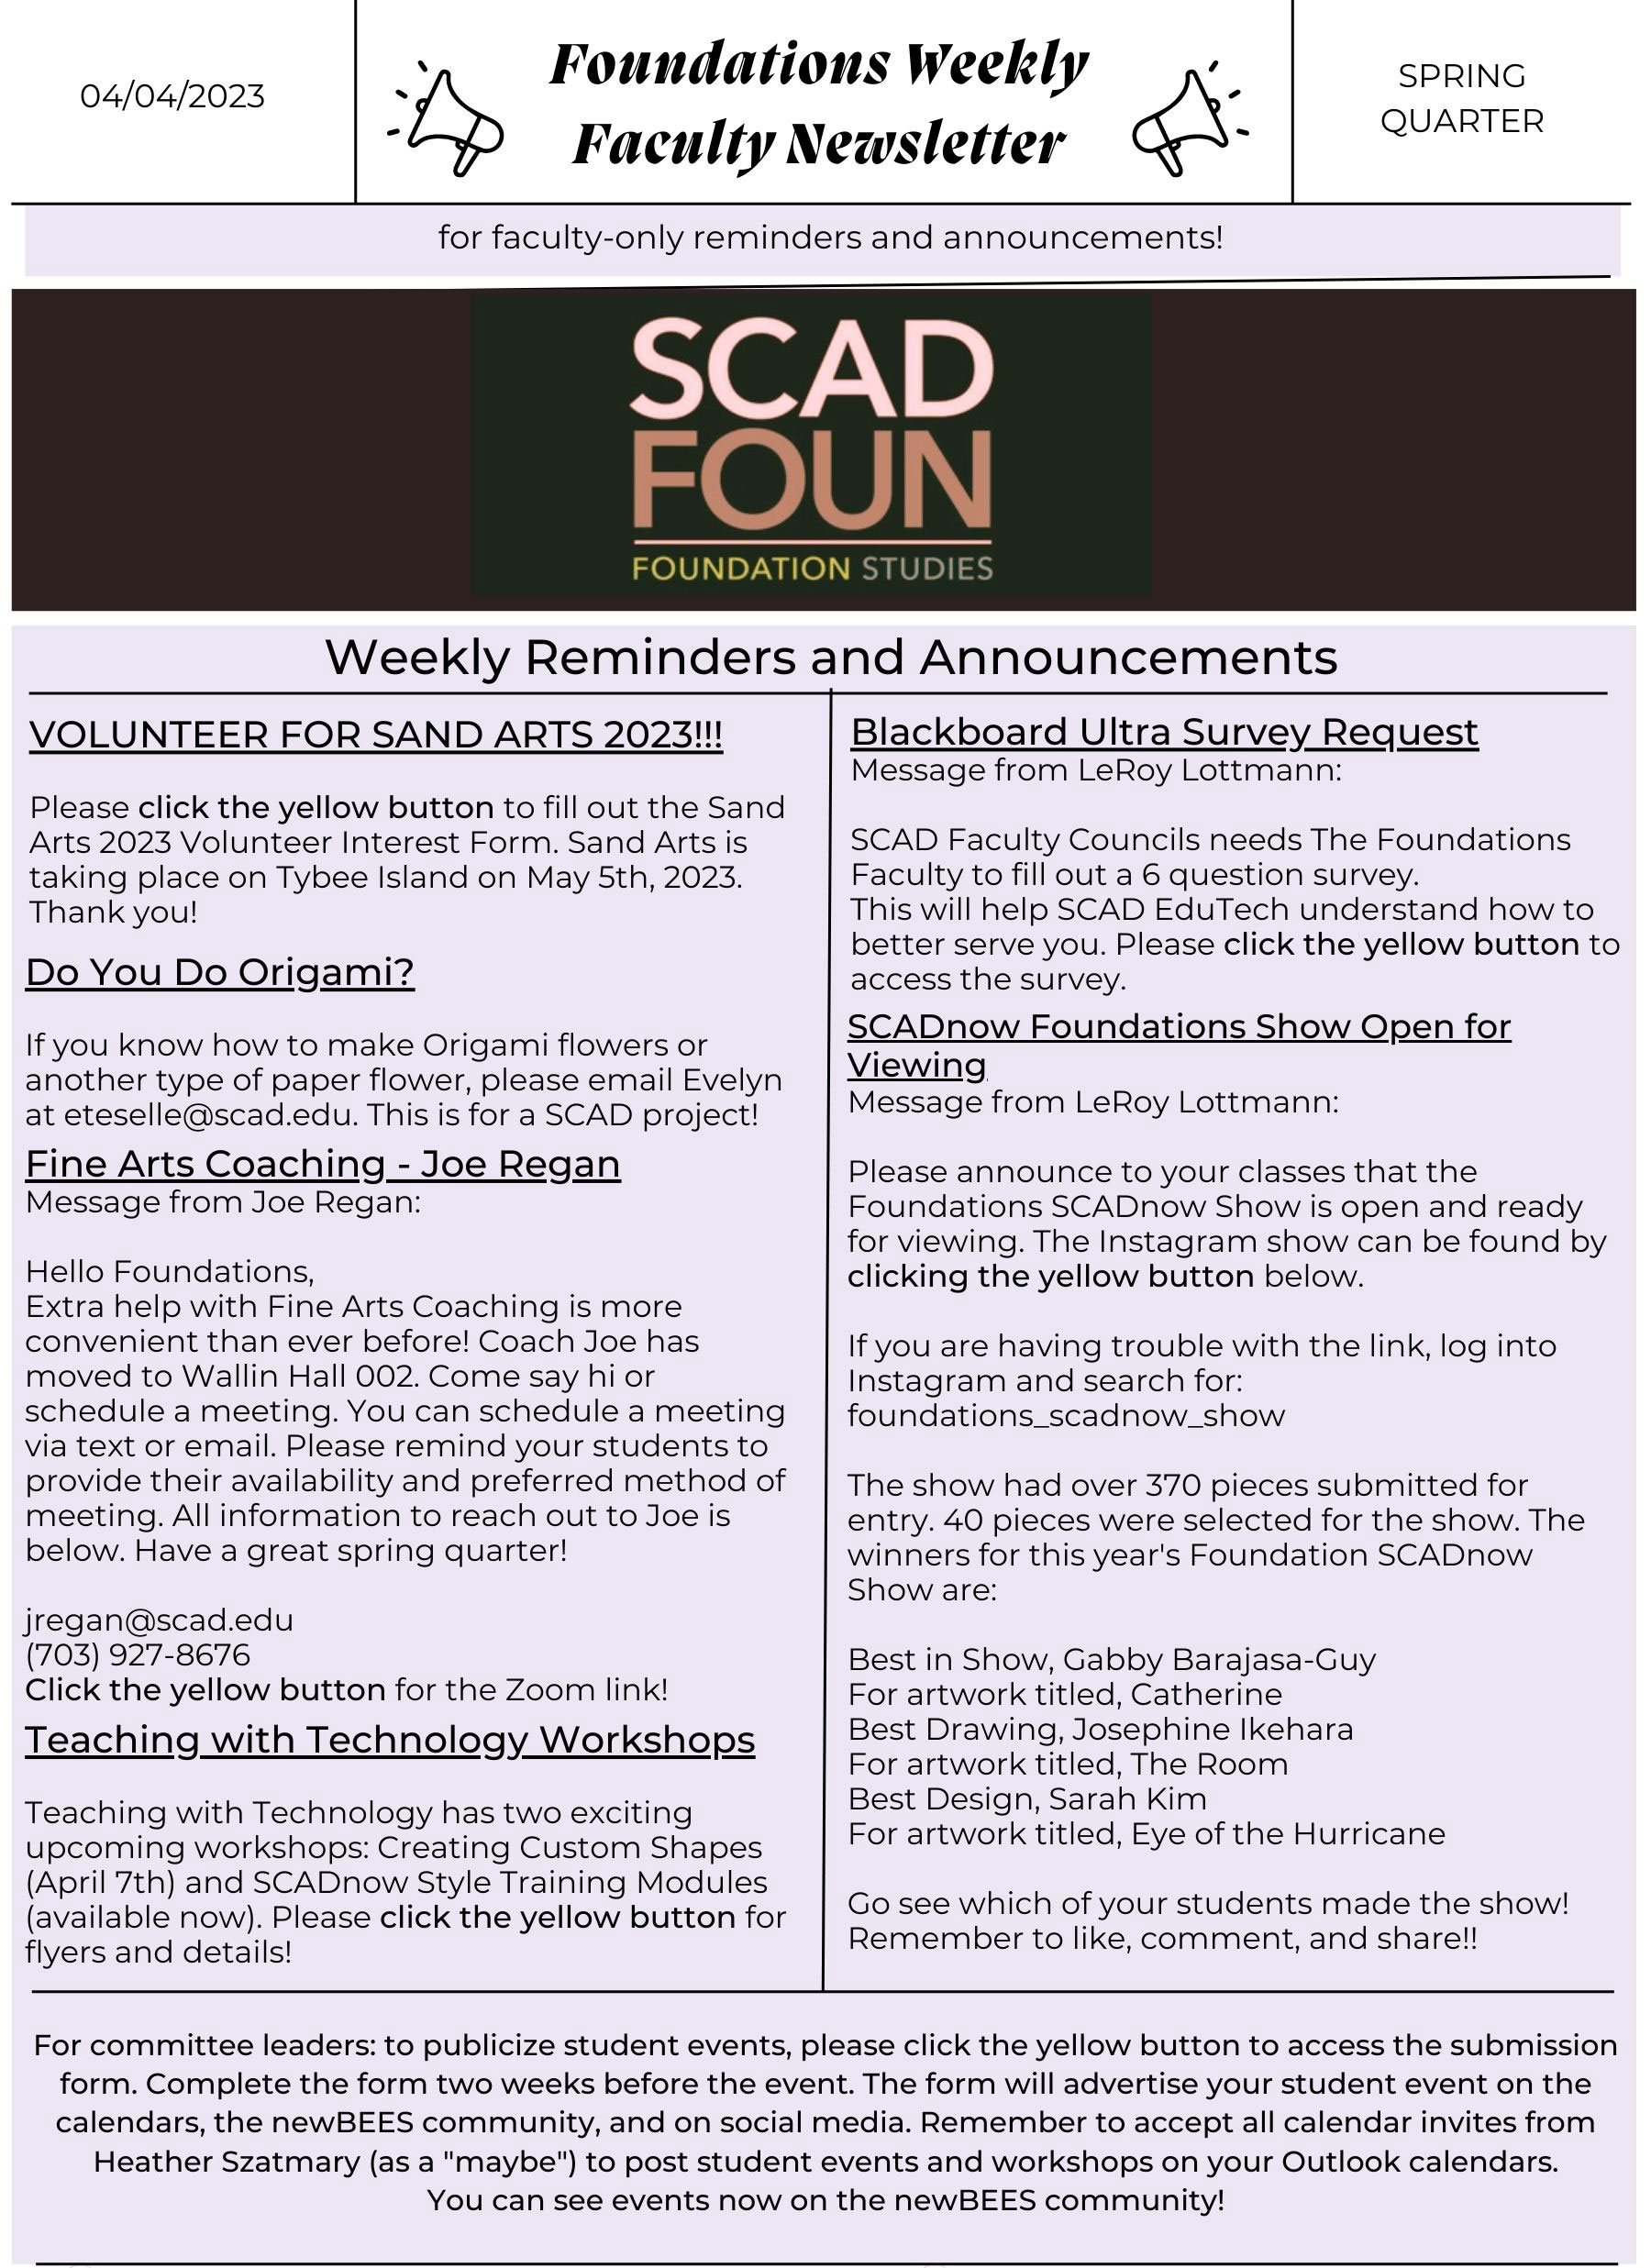 04/04/2023
Foundations Weekly
Faculty Newsletter
SPRING
QUARTER
for faculty-only reminders and announcements!
SCAD
FOUN
FOUNDATION STUDIES
Weekly Reminders and Announcements
VOLUNTEER FOR SAND ARTS 2023!!!
Please click the yellow button to fill out the Sand
Arts 2023 Volunteer Interest Form. Sand Arts is
taking place on Tybee Island on May 5th, 2023.
Thank you!
Do You Do Origami?
If you know how to make Origami flowers or
another type of paper flower, please email Evelyn
at eteselle@scad.edu. This is for a SCAD project!
Fine Arts Coaching - Joe Regan
Message from Joe Regan:
Hello Foundations,
Extra help with Fine Arts Coaching is more
convenient than ever before! Coach Joe has
moved to Wallin Hall 002. Come say hi or
schedule a meeting. You can schedule a meeting
via text or email. Please remind your students to
provide their availability and preferred method of
meeting. All information to reach out to Joe is
below. Have a great spring quarter!
jregan@scad.edu
(703) 927-8676
Click the yellow button for the Zoom link!
Teaching with Technology Workshops
Teaching with Technology has two exciting
upcoming workshops: Creating Custom Shapes
(April 7th) and SCADnow Style Training Modules
(available now). Please click the yellow button for
flyers and details!
Blackboard Ultra Survey Request
Message from LeRoy Lottmann:
SCAD Faculty Councils needs The Foundations
Faculty to fill out a 6 question survey.
This will help SCAD EduTech understand how to
better serve you. Please click the yellow button to
access the survey.
SCADnow Foundations Show Open for
Viewing
Message from LeRoy Lottmann:
Please announce to your classes that the
Foundations SCADnow Show is open and ready
for viewing. The Instagram show can be found by
clicking the yellow button below.
If you are having trouble with the link, log into
Instagram and search for:
foundations_scadnow_show
The show had over 370 pieces submitted for
entry. 40 pieces were selected for the show. The
winners for this year's Foundation SCADnow
Show are:
Best in Show, Gabby Barajasa-Guy
For artwork titled, Catherine
Best Drawing, Josephine Ikehara
For artwork titled, The Room
Best Design, Sarah Kim
For artwork titled, Eye of the Hurricane
Go see which of your students made the show!
Remember to like, comment, and share!!
For committee leaders: to publicize student events, please click the yellow button to access the submission
form. Complete the form two weeks before the event. The form will advertise your student event on the
calendars, the newBEES community, and on social media. Remember to accept all calendar invites from
Heather Szatmary (as a "maybe") to post student events and workshops on your Outlook calendars.
You can see events now on the newBEES community!